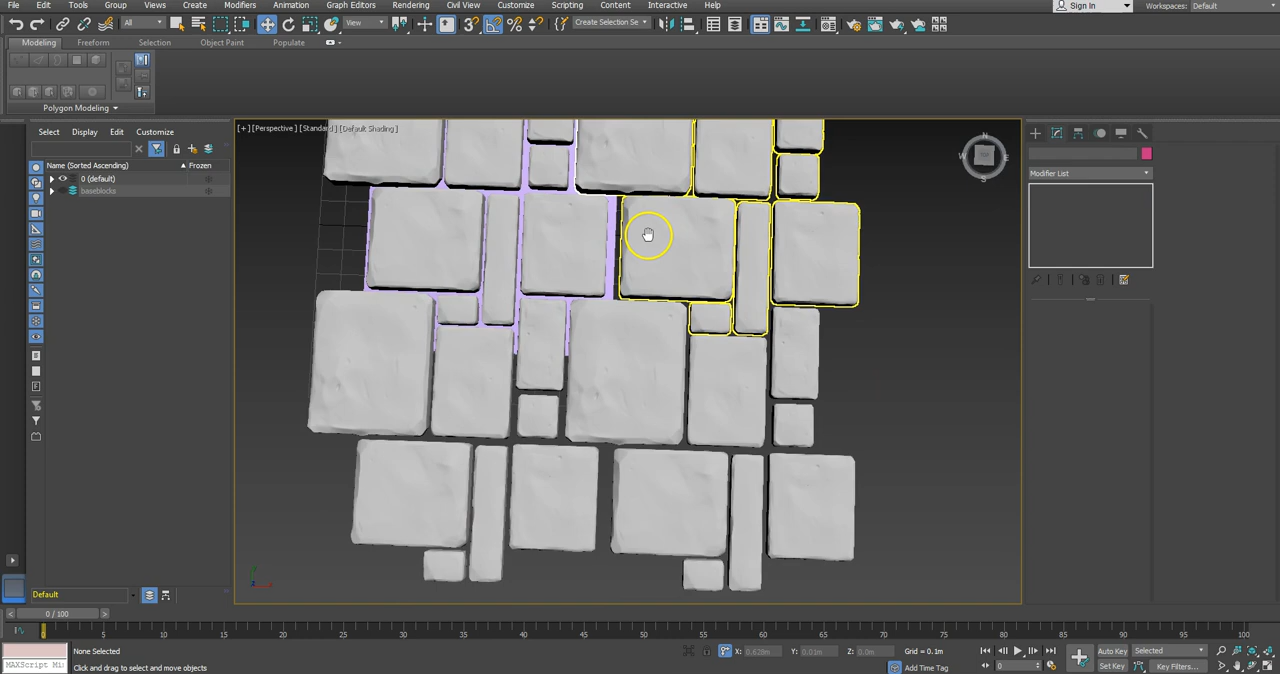 File Edit Tools Group Views Create Modifiers Animation Graph Editors Rendering Civil View Customize Scripting Content Interactive Help
Sign In
Workspaces: Default
All View Create Selection Se
Modeling Freeform Selection Object Paint Populate
Polygon Modeling
Select Display Edit Customize
[+] [Perspective] [Standard] [Default Shading]
N
W E
S
Name (Sorted Ascending) Frozen
0 (default)
baseblocks
Modifier List
Default
0 / 100
0 5 10 15 20 25 30 35 40 45 50 55 60 65 70 75 80 85 90 95 100
None Selected
X: 0.628m Y: 0.01m Z: 0.0m Grid = 0.1m
Auto Key Selected
MAXScript Mi
Click and drag to select and move objects
Add Time Tag
0
Set Key Key Filters...